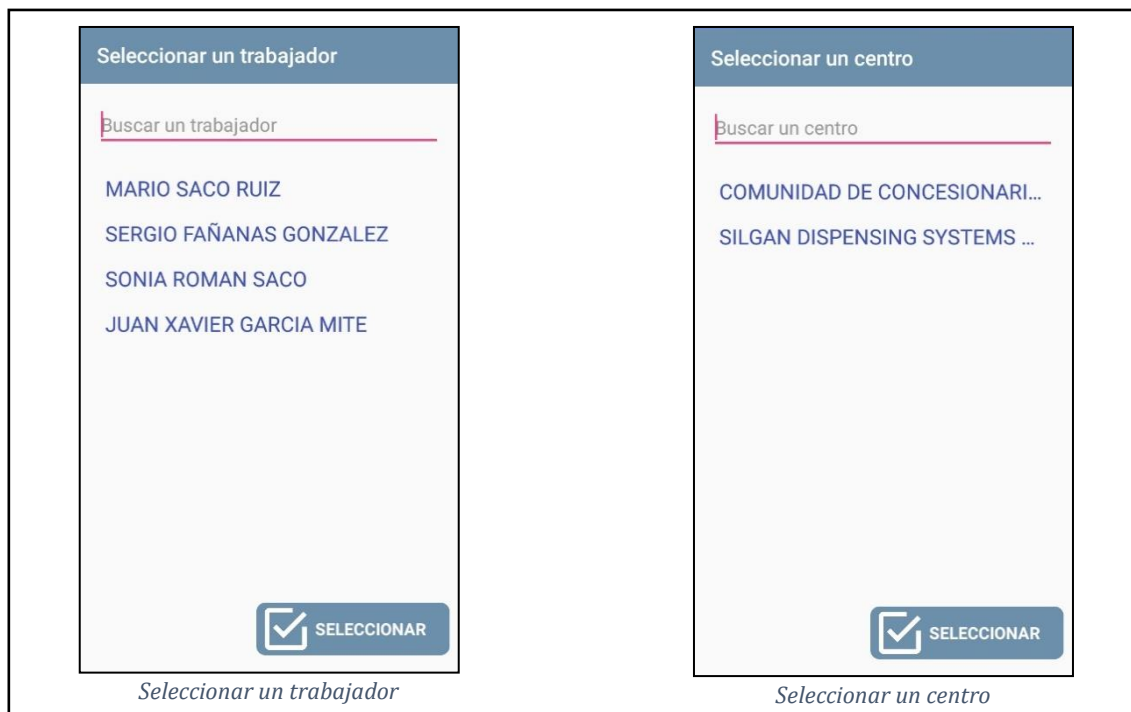 Seleccionar un trabajador
Buscar un trabajador
MARIO SACO RUIZ
SERGIO FAÑANAS GONZALEZ
SONIA ROMAN SACO
JUAN XAVIER GARCIA MITE
SELECCIONAR
Seleccionar un trabajador
Seleccionar un centro
Buscar un centro
COMUNIDAD DE CONCESIONARI...
SILGAN DISPENSING SYSTEMS ...
SELECCIONAR
Seleccionar un centro